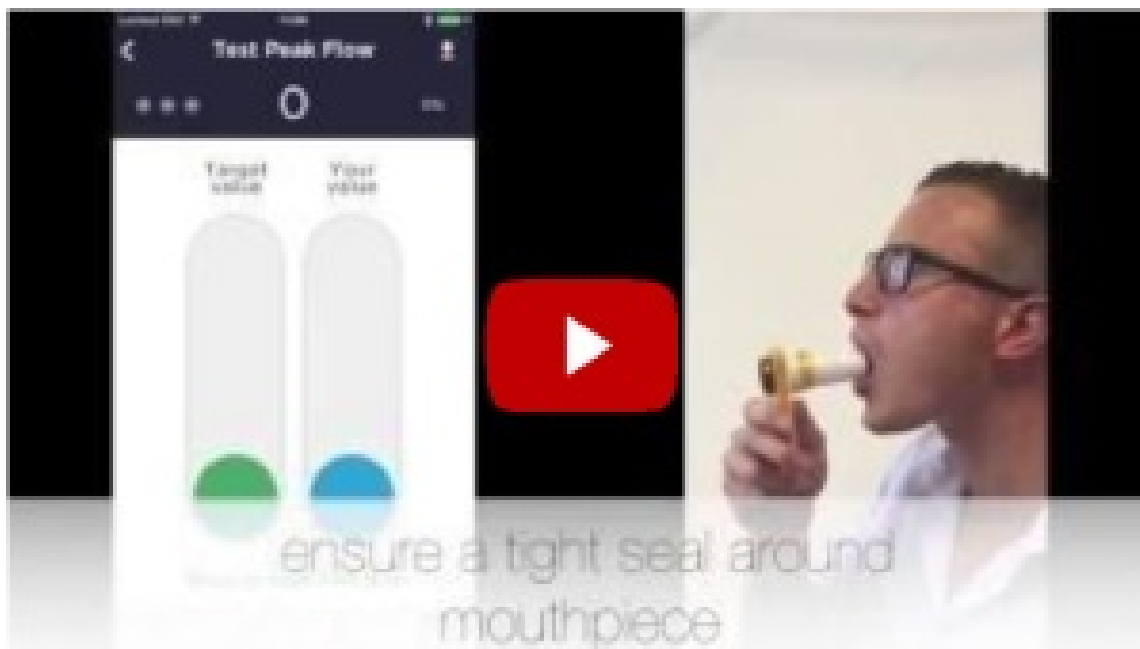 Test Peak Flow
0
Target
value
Your
value
ensure a tight seal around
mouthpiece